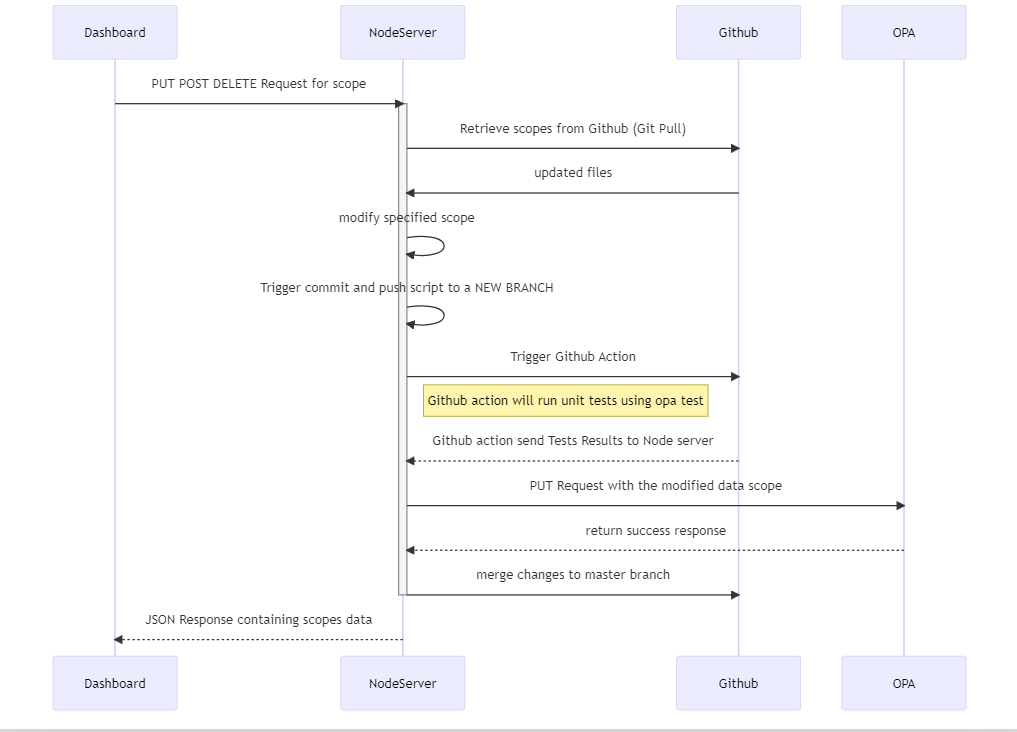 Dashboard
NodeServer
Github
OPA
PUT POST DELETE Request for scope
Retrieve scopes from Github (Git Pull)
updated files
modify specified scope
Trigger commit and push script to a NEW BRANCH
Trigger Github Action
Github action will run unit tests using opa test
Github action send Tests Results to Node server
PUT Request with the modified data scope
return success response
merge changes to master branch
JSON Response containing scopes data
Dashboard
NodeServer
Github
OPA